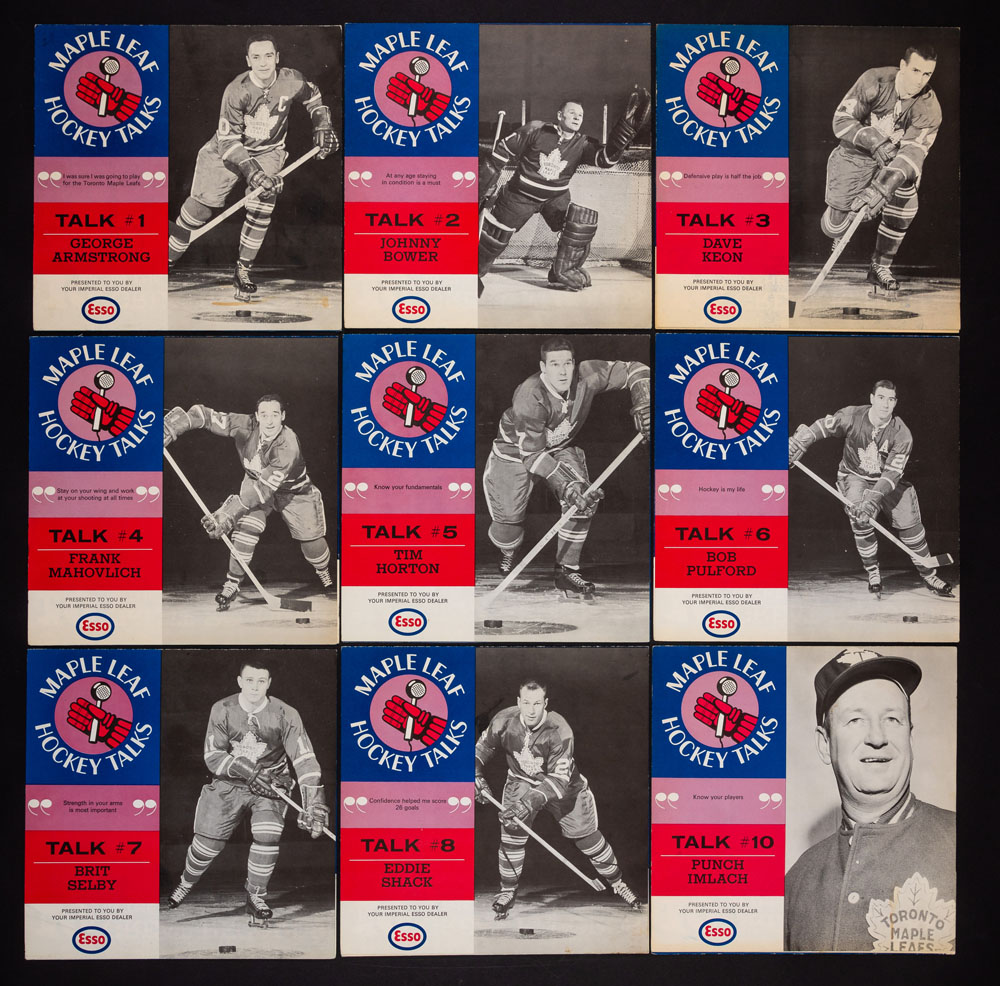 MAPLE LEAF
HOCKEY TALKS
I was sure I was going to play
for the Toronto Maple Leafs
TALK #1
GEORGE
ARMSTRONG
PRESENTED TO YOU BY
YOUR IMPERIAL ESSO DEALER
Esso
C
MAPLE LEAF
HOCKEY TALKS
At any age staying
in condition is a must
TALK #2
JOHNNY
BOWER
PRESENTED TO YOU BY
YOUR IMPERIAL ESSO DEALER
Esso
MAPLE LEAF
HOCKEY TALKS
Defensive play is half the job
TALK #3
DAVE
KEON
PRESENTED TO YOU BY
YOUR IMPERIAL ESSO DEALER
Esso
MAPLE LEAF
HOCKEY TALKS
Stay on your wing and work
at your shooting at all times
TALK #4
FRANK
MAHOVLICH
PRESENTED TO YOU BY
YOUR IMPERIAL ESSO DEALER
Esso
MAPLE LEAF
HOCKEY TALKS
Know your fundamentals
TALK #5
TIM
HORTON
PRESENTED TO YOU BY
YOUR IMPERIAL ESSO DEALER
Esso
MAPLE LEAF
HOCKEY TALKS
Hockey is my life
TALK #6
BOB
PULFORD
PRESENTED TO YOU BY
YOUR IMPERIAL ESSO DEALER
Esso
MAPLE LEAF
HOCKEY TALKS
Strength in your arms
is most important
TALK #7
BRIT
SELBY
PRESENTED TO YOU BY
YOUR IMPERIAL ESSO DEALER
Esso
MAPLE LEAF
HOCKEY TALKS
Confidence helped me score
26 goals
TALK #8
EDDIE
SHACK
PRESENTED TO YOU BY
YOUR IMPERIAL ESSO DEALER
Esso
MAPLE LEAF
HOCKEY TALKS
Know your players
TALK #10
PUNCH
IMLACH
PRESENTED TO YOU BY
YOUR IMPERIAL ESSO DEALER
Esso
TORONTO
MAPLE
LEAFS